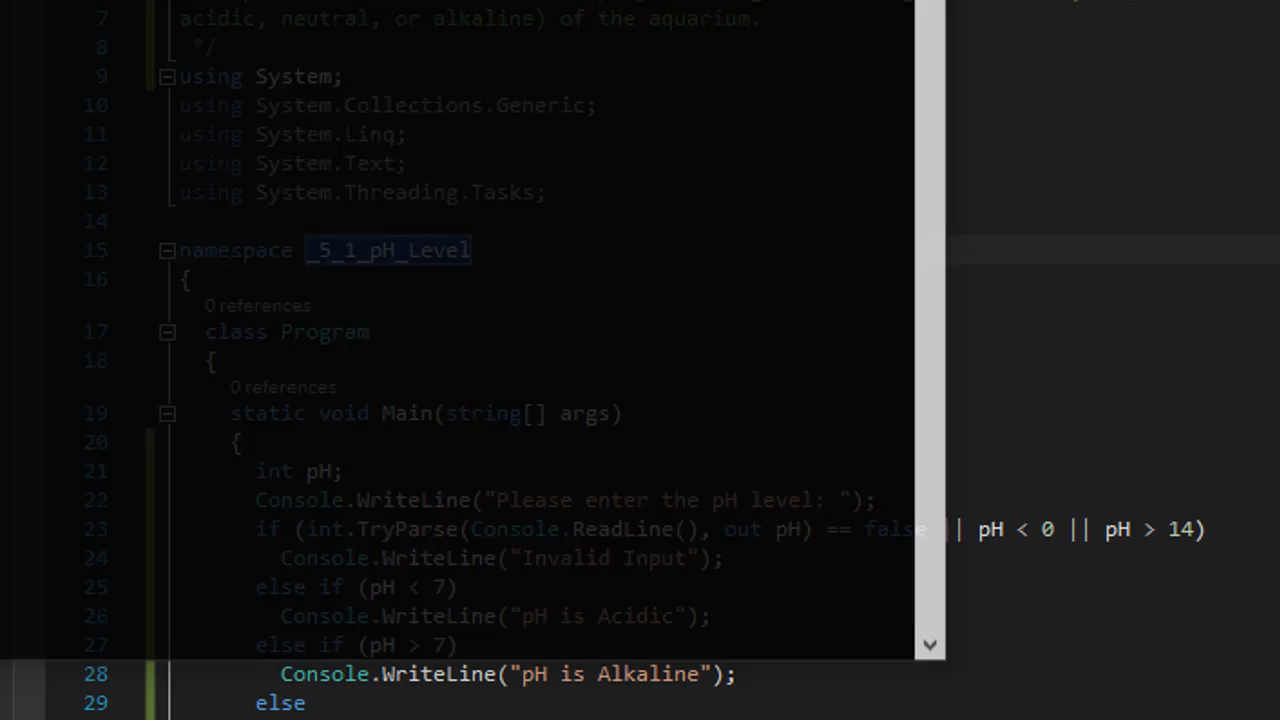 7 acidic, neutral, or alkaline) of the aquarium.
8 */
9 using System;
10 using System.Collections.Generic;
11 using System.Linq;
12 using System.Text;
13 using System.Threading.Tasks;
14
15 namespace _5_1_pH_Level
16 {
0 references
17 class Program
18 {
0 references
19 static void Main(string[] args)
20 {
21 int pH;
22 Console.WriteLine("Please enter the pH level: ");
23 if (int.TryParse(Console.ReadLine(), out pH) == false || pH < 0 || pH > 14)
24 Console.WriteLine("Invalid Input");
25 else if (pH < 7)
26 Console.WriteLine("pH is Acidic");
27 else if (pH > 7)
28 Console.WriteLine("pH is Alkaline");
29 else